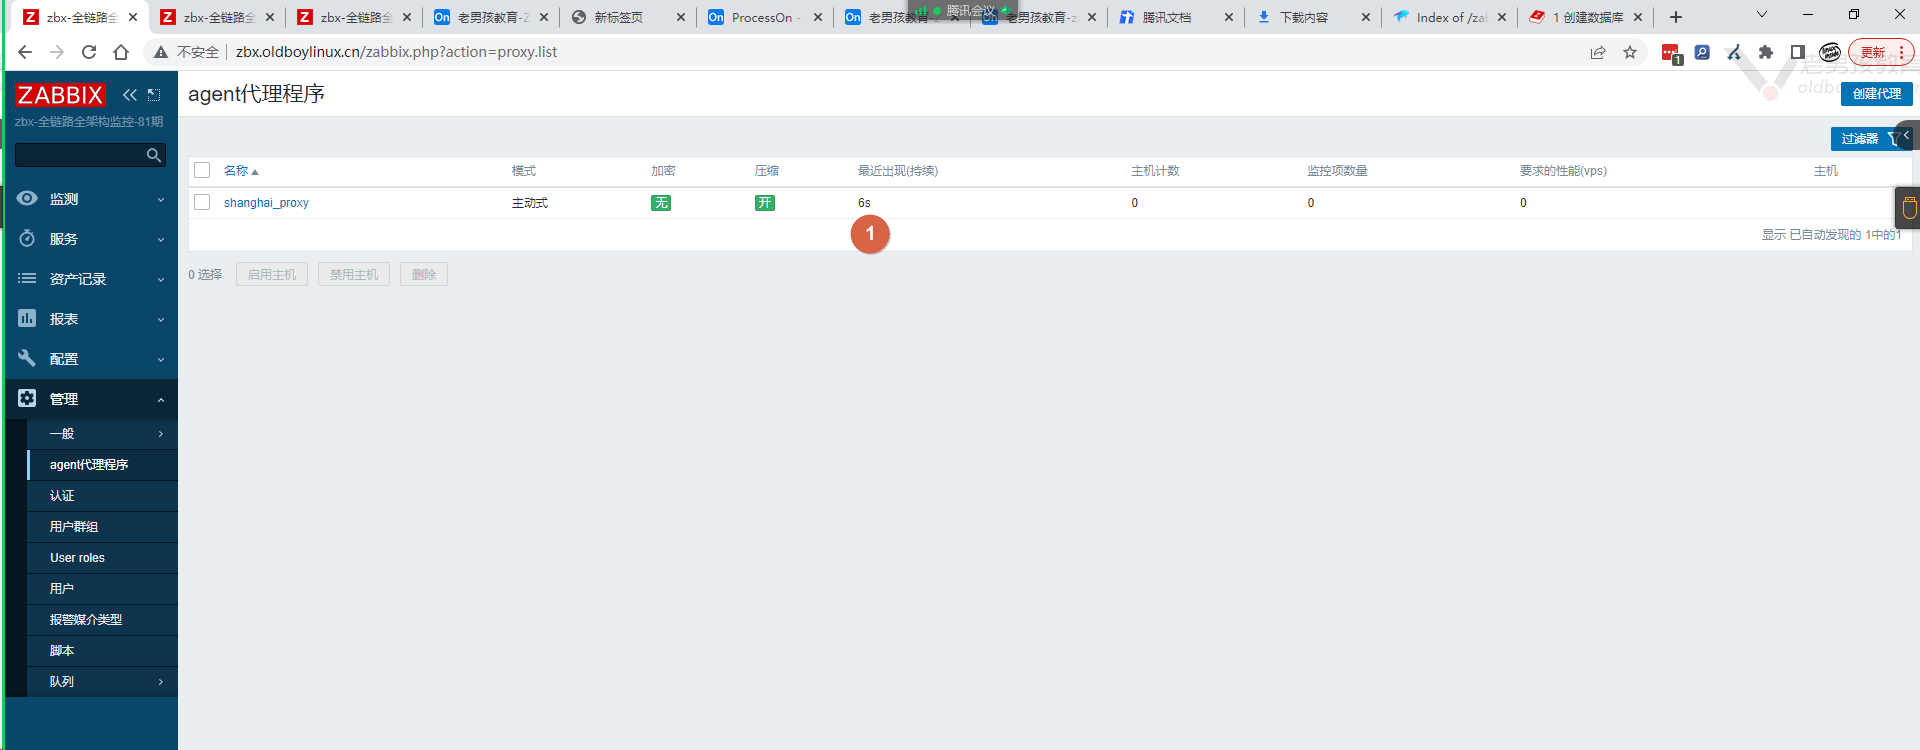 zbx-全链路全
zbx-全链路全
zbx-全链路全
老男孩教育-Z
新标签页
ProcessOn -
老男孩教育-Z
腾讯会议
老男孩教育-z
腾讯文档
下载内容
Index of /zab
1 创建数据库
不安全
zbx.oldboylinux.cn/zabbix.php?action=proxy.list
1
更新
老男孩教育
ZABBIX
zbx-全链路全架构监控-81期
agent代理程序
创建代理
过滤器
监测
服务
资产记录
报表
配置
管理
一般
agent代理程序
认证
用户群组
User roles
用户
报警媒介类型
脚本
队列
名称 模式 加密 压缩 最近出现(持续) 主机计数 监控项数量 要求的性能(vps) 主机
shanghai_proxy 主动式 无 开 6s 0 0 0
1
显示 已自动发现的 1中的1
0 选择 启用主机 禁用主机 删除